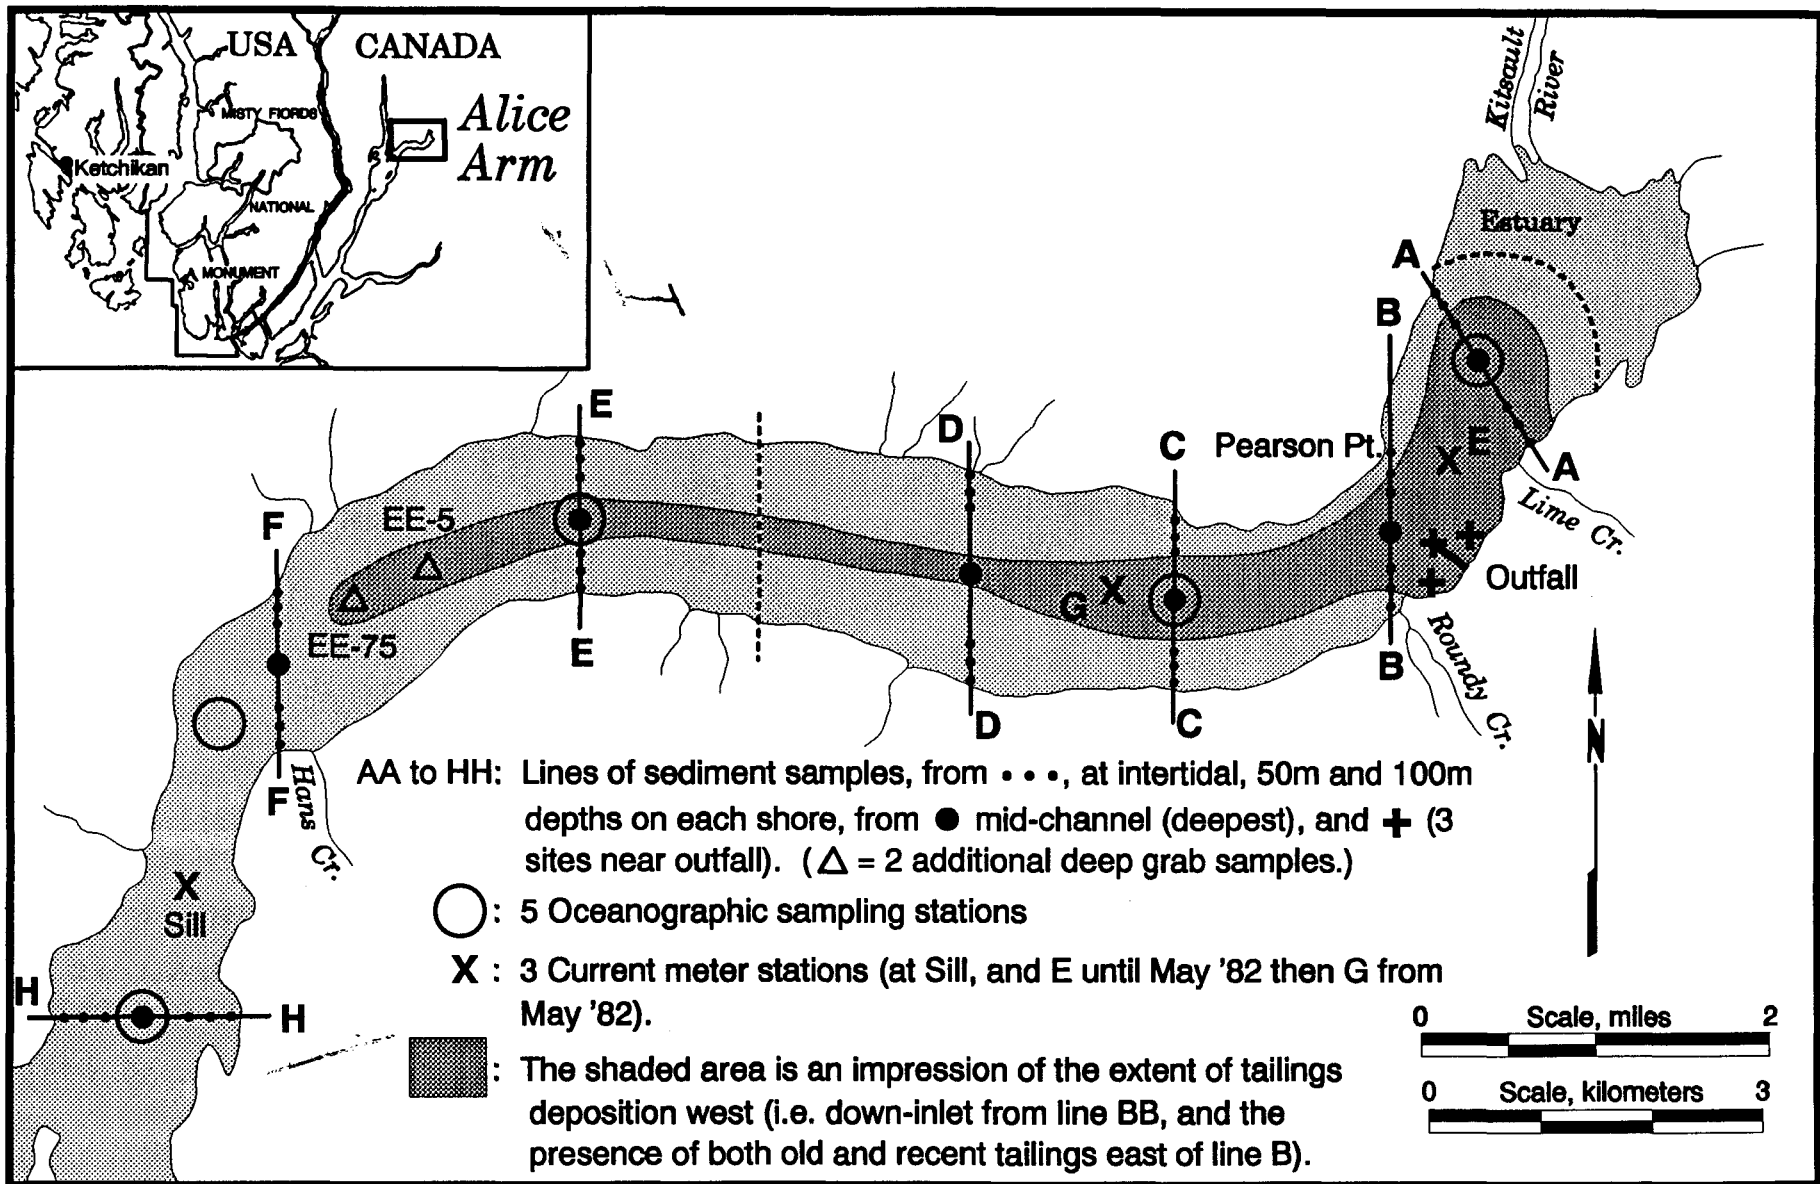 USA
CANADA
MISTY FIORDS
Alice
Arm
Ketchikan
NATIONAL
MONUMENT
Kitsault
River
Estuary
A
B
E
D
C
Pearson Pt.
X E
A
Lime Cr.
F
EE-5
Outfall
G X
EE-75
E
B
Roundy Cr.
D
C
N
F
Hans Cr.
AA to HH: Lines of sediment samples, from • • •, at intertidal, 50m and 100m
depths on each shore, from ● mid-channel (deepest), and + (3
sites near outfall). (△ = 2 additional deep grab samples.)
X
Sill
◯: 5 Oceanographic sampling stations
X : 3 Current meter stations (at Sill, and E until May '82 then G from
May '82).
H
H
: The shaded area is an impression of the extent of tailings
deposition west (i.e. down-inlet from line BB, and the
presence of both old and recent tailings east of line B).
0 Scale, miles 2
0 Scale, kilometers 3